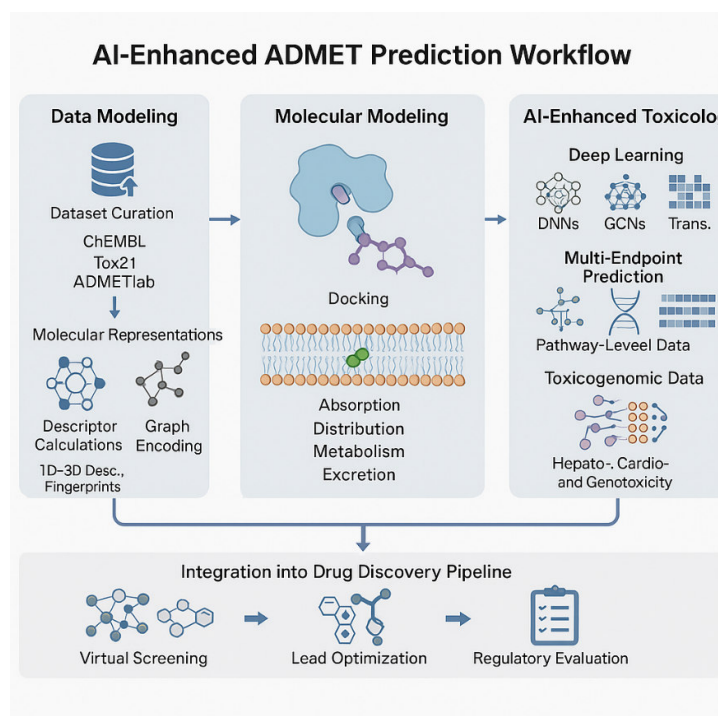 AI-Enhanced ADMET Prediction Workflow
Data Modeling
Dataset Curation
ChEMBL
Tox21
ADMETlab
Molecular Representations
Descriptor
Calculations
Graph
Encoding
1D–3D Desc.,
Fingerprints
Molecular Modeling
Docking
Absorption
Distribution
Metabolism
Excretion
AI-Enhanced Toxicolo
Deep Learning
DNNs
GCNs
Trans.
Multi-Endpoint
Prediction
Pathway-Leveel Data
Toxicogenomic Data
Hepato-, Cardio-
and Genotoxicity
Integration into Drug Discovery Pipeline
Virtual Screening
Lead Optimization
Regulatory Evaluation